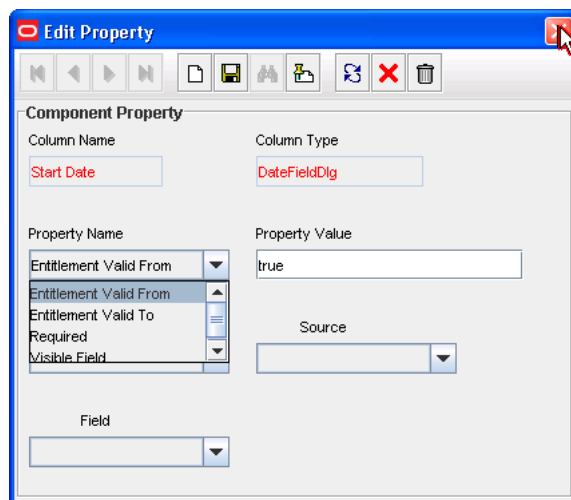 Edit Property
Component Property
Column Name Column Type
Start Date DateFieldDlg
Property Name Property Value
Entitlement Valid From true
Entitlement Valid From
Entitlement Valid To
Required
Visible Field
Source
Field